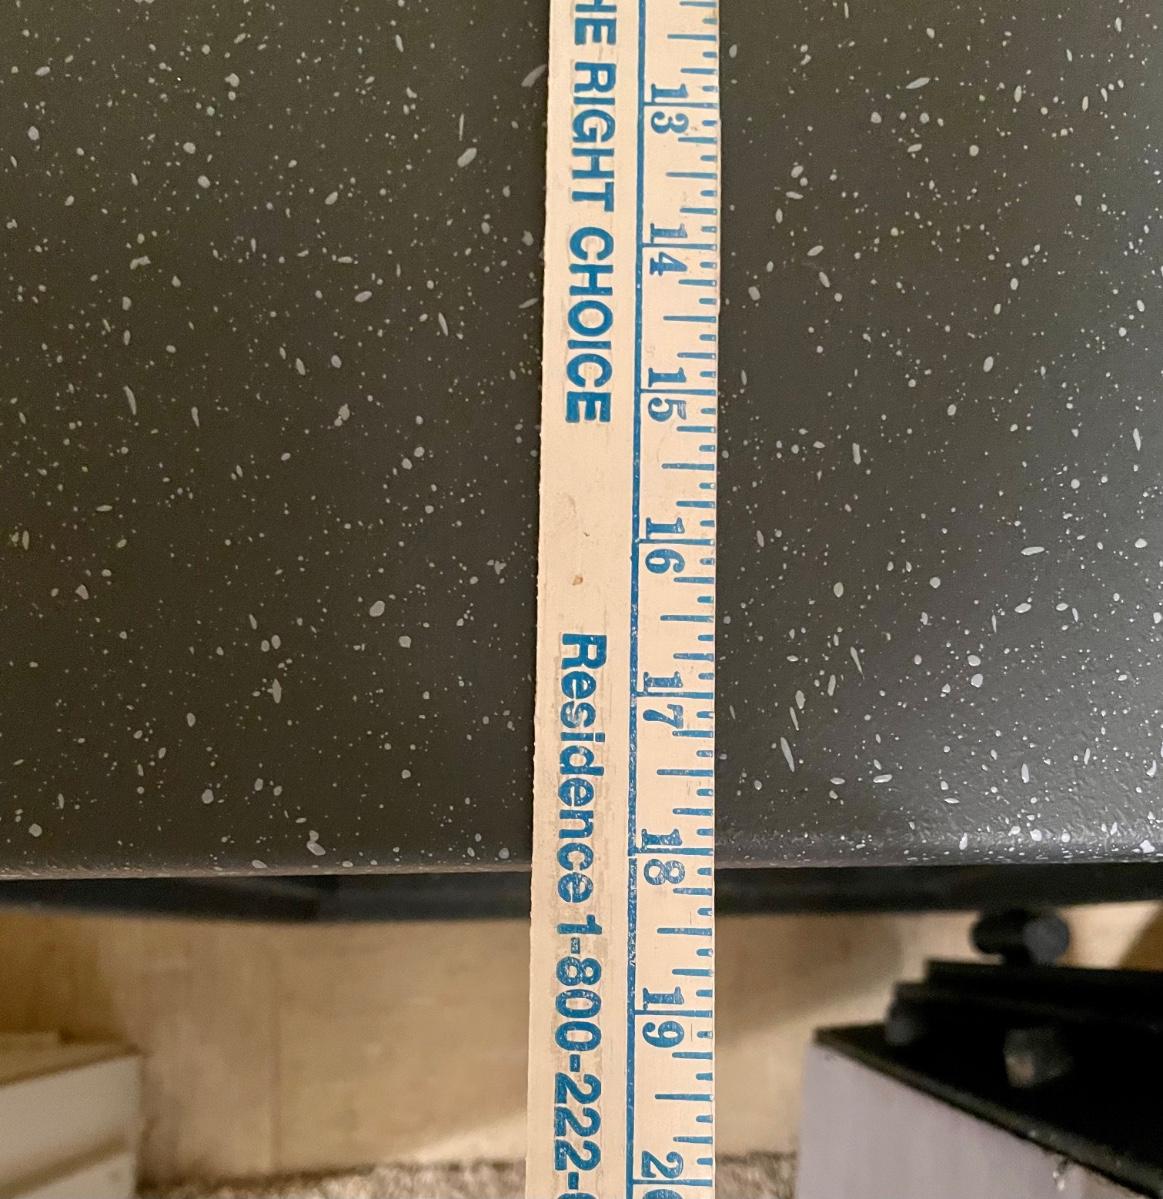 HE RIGHT CHOICE Residence 1-800-222-
13 14 15 16 17 18 19